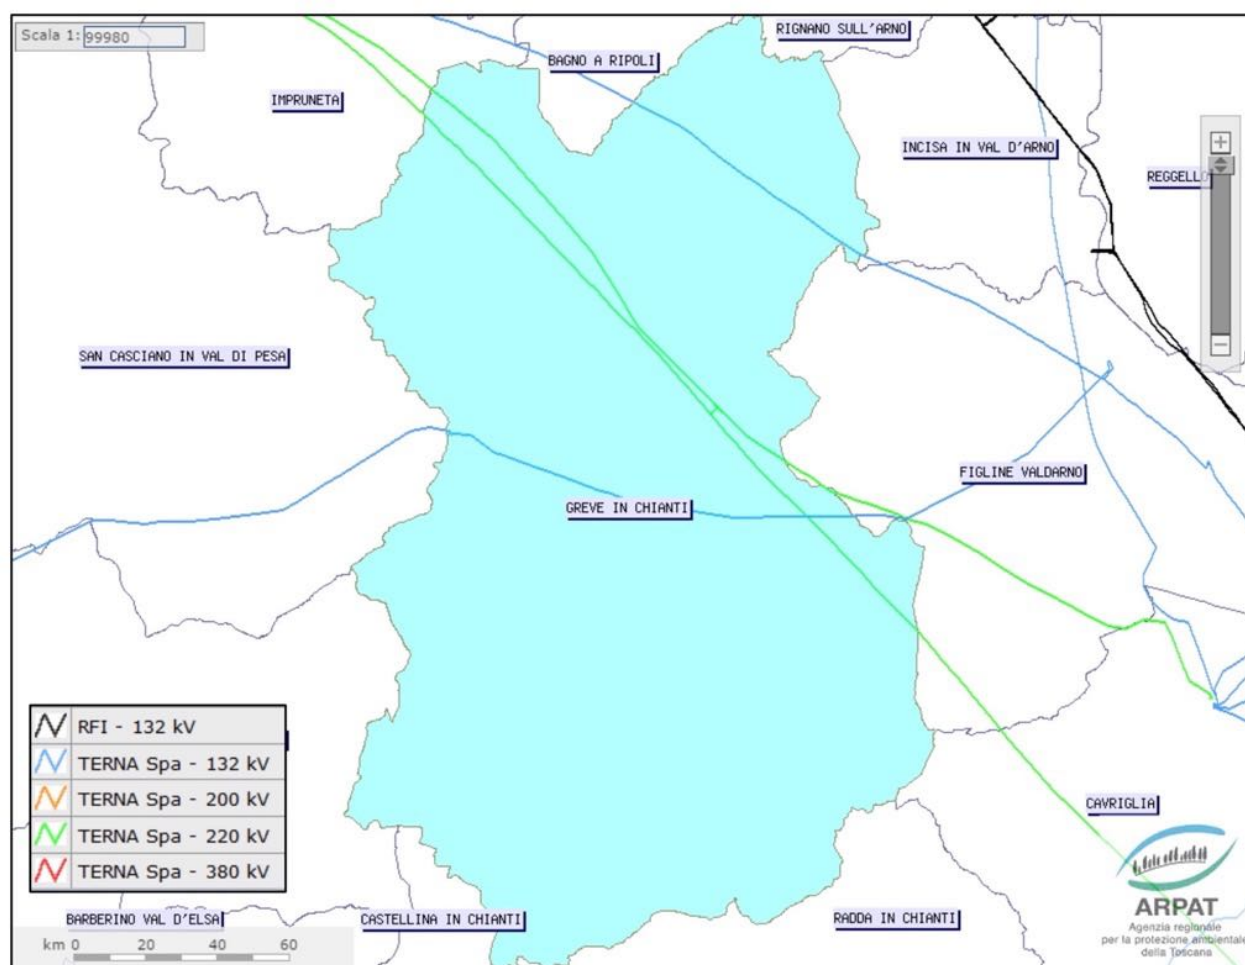 Scala 1: 99980
RIGNANO SULL'ARNO
BAGNO A RIPOLI
IMPRUNETA
INCISA IN VAL D'ARNO
REGGELLO
SAN CASCIANO IN VAL DI PESA
FIGLINE VALDARNO
GREVE IN CHIANTI
RFI - 132 kV
TERNA Spa - 132 kV
TERNA Spa - 200 kV
TERNA Spa - 220 kV
TERNA Spa - 380 kV
CAVRIGLIA
BARBERINO VAL D'ELSA
CASTELLINA IN CHIANTI
RADDA IN CHIANTI
km 0 20 40 60
ARPAT
Agenzia regionale
per la protezione ambientale
della Toscana